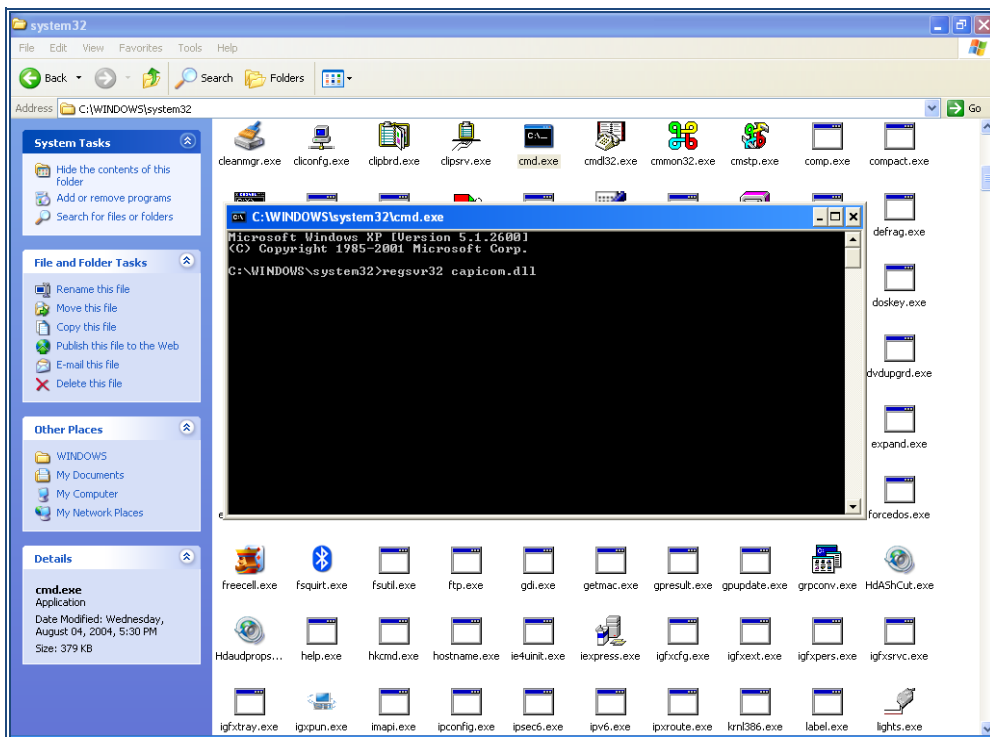 system32
File Edit View Favorites Tools Help
Back Search Folders
Address C:\WINDOWS\system32 Go
System Tasks
Hide the contents of this
folder
Add or remove programs
Search for files or folders
File and Folder Tasks
Rename this file
Move this file
Copy this file
Publish this file to the Web
E-mail this file
Delete this file
Other Places
WINDOWS
My Documents
My Computer
My Network Places
Details
cmd.exe
Application
Date Modified: Wednesday,
August 04, 2004, 5:30 PM
Size: 379 KB
cleanmgr.exe cliconfg.exe clipbrd.exe clipsrv.exe cmd.exe cmdl32.exe cmmon32.exe cmstp.exe comp.exe compact.exe
defrag.exe
doskey.exe
dvdupgrd.exe
expand.exe
forcedos.exe
C:\WINDOWS\system32\cmd.exe
Microsoft Windows XP [Version 5.1.2600]
(C) Copyright 1985-2001 Microsoft Corp.
C:\WINDOWS\system32>regsvr32 capicom.dll
freecell.exe fsquirt.exe fsutil.exe ftp.exe gdi.exe getmac.exe gpresult.exe gpupdate.exe grpconv.exe HdAShCut.exe
Hdaudprops... help.exe hkcmd.exe hostname.exe ie4uinit.exe iexpress.exe igfxcfg.exe igfxext.exe igfxpers.exe igfxsrvc.exe
igfxtray.exe igxpun.exe imapi.exe ipconfig.exe ipsec6.exe ipv6.exe ipxroute.exe krnl386.exe label.exe lights.exe